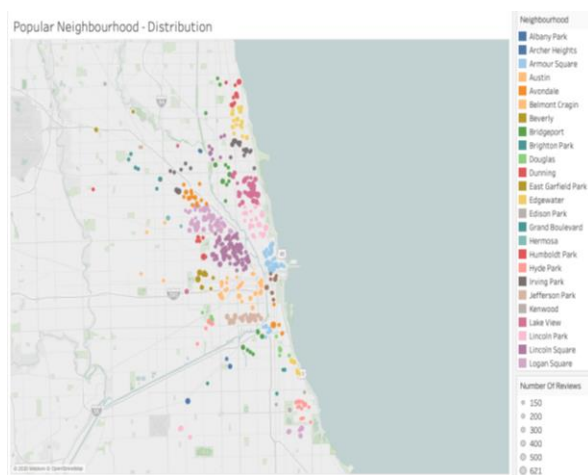 Popular Neighbourhood - Distribution
Neighbourhood
Albany Park
Archer Heights
Armour Square
Austin
Avondale
Belmont Cragin
Beverly
Bridgeport
Brighton Park
Douglas
Dunning
East Garfield Park
Edgewater
Edison Park
Grand Boulevard
Hermosa
Humboldt Park
Hyde Park
Irving Park
Jefferson Park
Kenwood
Lake View
Lincoln Park
Lincoln Square
Logan Square
Number Of Reviews
150
200
300
400
500
621
OpenStreetMap